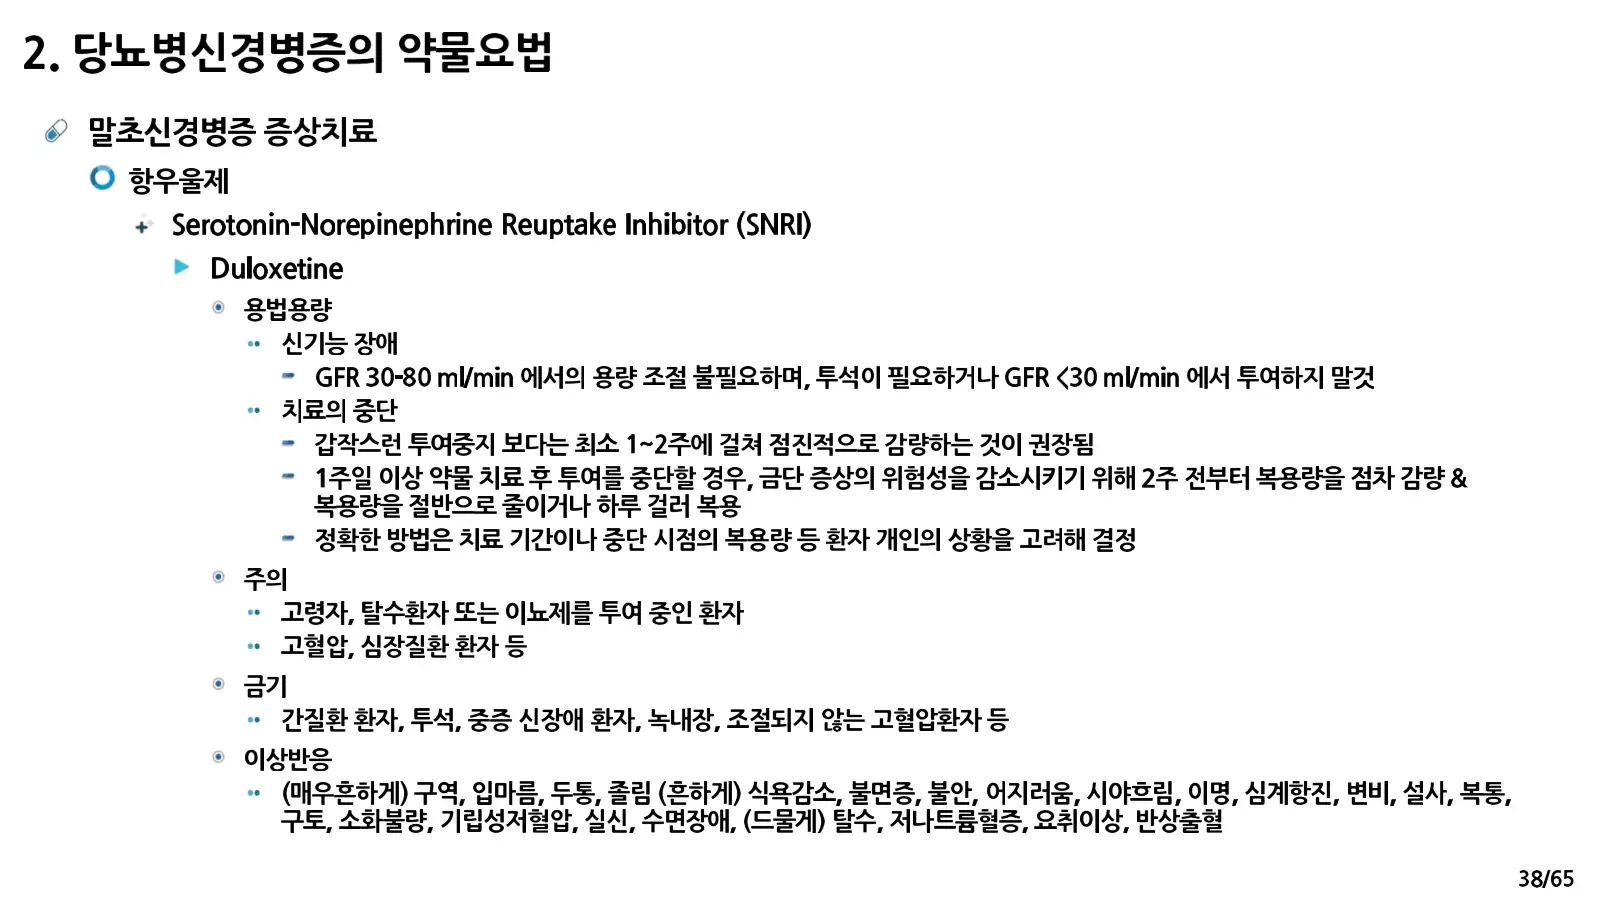 2. 당뇨병신경병증의 약물요법
말초신경병증 증상치료
항우울제
Serotonin-Norepinephrine Reuptake Inhibitor (SNRI)
Duloxetine
용법용량
신기능 장애
GFR 30-80 ml/min 에서의 용량 조절 불필요하며, 투석이 필요하거나 GFR <30 ml/min 에서 투여하지 말것
치료의 중단
갑작스런 투여중지 보다는 최소 1~2주에 걸쳐 점진적으로 감량하는 것이 권장됨
1주일 이상 약물 치료 후 투여를 중단할 경우, 금단 증상의 위험성을 감소시키기 위해 2주 전부터 복용량을 점차 감량 &
복용량을 절반으로 줄이거나 하루 걸러 복용
정확한 방법은 치료 기간이나 중단 시점의 복용량 등 환자 개인의 상황을 고려해 결정
주의
고령자, 탈수환자 또는 이뇨제를 투여 중인 환자
고혈압, 심장질환 환자 등
금기
간질환 환자, 투석, 중증 신장애 환자, 녹내장, 조절되지 않는 고혈압환자 등
이상반응
(매우흔하게) 구역, 입마름, 두통, 졸림 (흔하게) 식욕감소, 불면증, 불안, 어지러움, 시야흐림, 이명, 심계항진, 변비, 설사, 복통,
구토, 소화불량, 기립성저혈압, 실신, 수면장애, (드물게) 탈수, 저나트륨혈증, 요취이상, 반상출혈
38/65